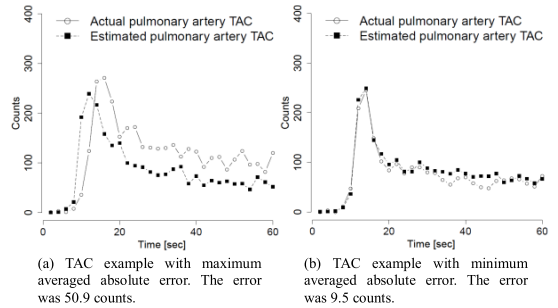 Actual pulmonary artery TAC
Estimated pulmonary artery TAC
400
300
200
100
0
Counts
0 20 40 60
Time [sec]
(a) TAC example with maximum
averaged absolute error. The error
was 50.9 counts.
Actual pulmonary artery TAC
Estimated pulmonary artery TAC
400
300
200
100
0
Counts
0 20 40 60
Time [sec]
(b) TAC example with minimum
averaged absolute error. The error
was 9.5 counts.